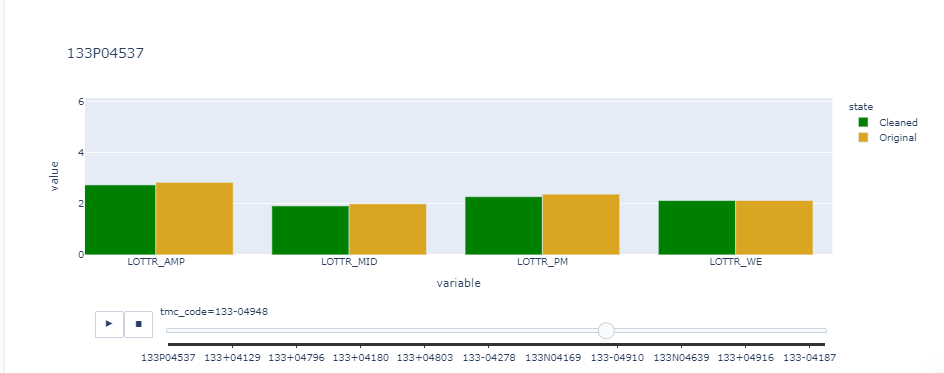 133P04537
6
4
2
0
value
LOTTR_AMP LOTTR_MID LOTTR_PM LOTTR_WE
variable
state
Cleaned
Original
▶ ■
tmc_code=133-04948
133P04537 133+04129 133+04796 133+04180 133+04803 133-04278 133N04169 133-04910 133N04639 133+04916 133-04187